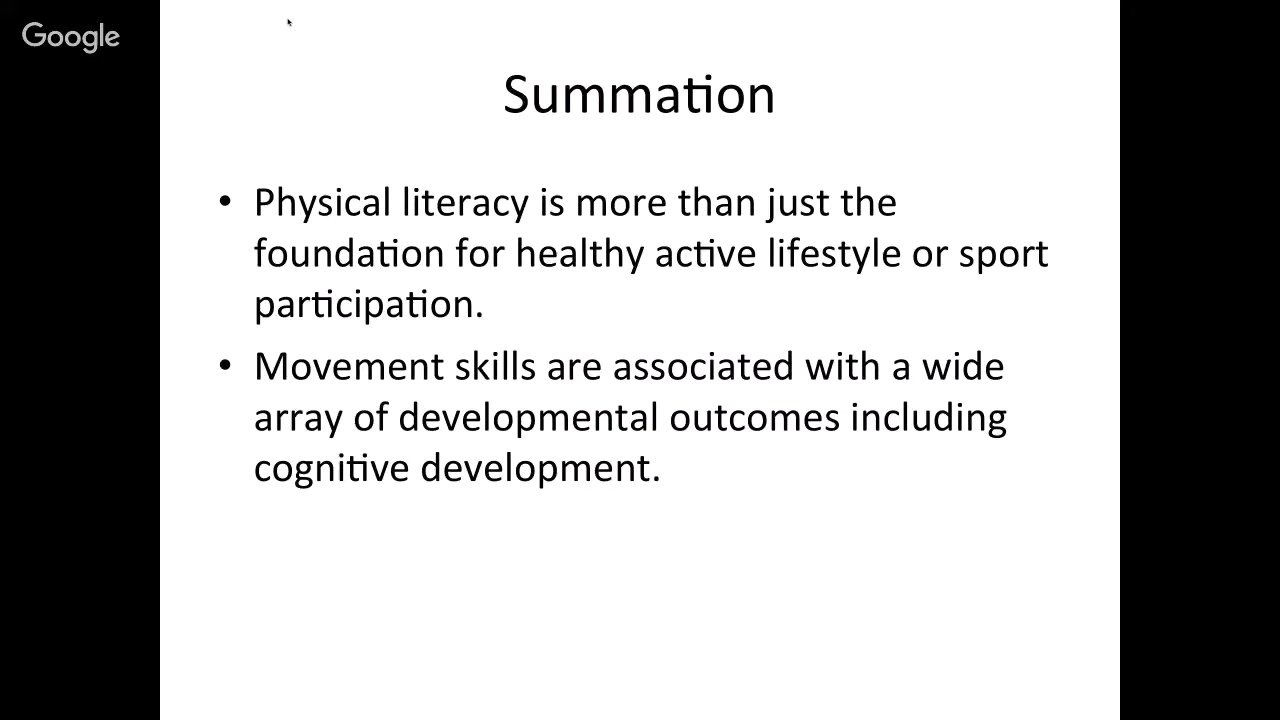 Google
Summation
• Physical literacy is more than just the
foundation for healthy active lifestyle or sport
participation.
• Movement skills are associated with a wide
array of developmental outcomes including
cognitive development.